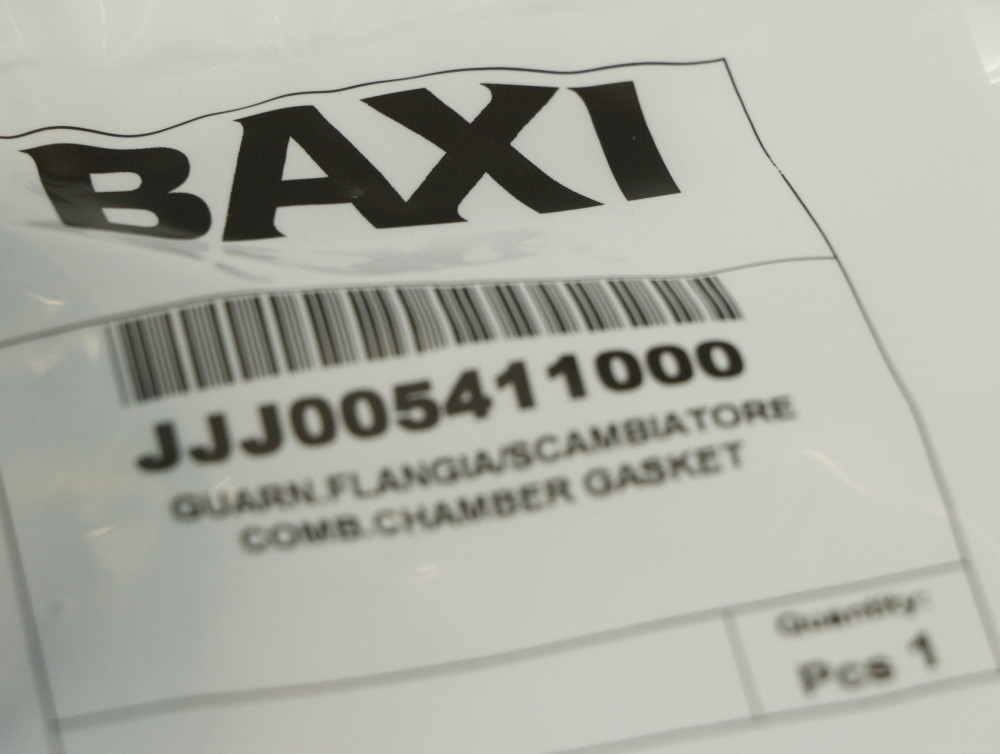 BAXI
JJJ005411000
GUARN.FLANGIA/SCAMBIATORE
COMB.CHAMBER GASKET
Quantity:
Pcs 1